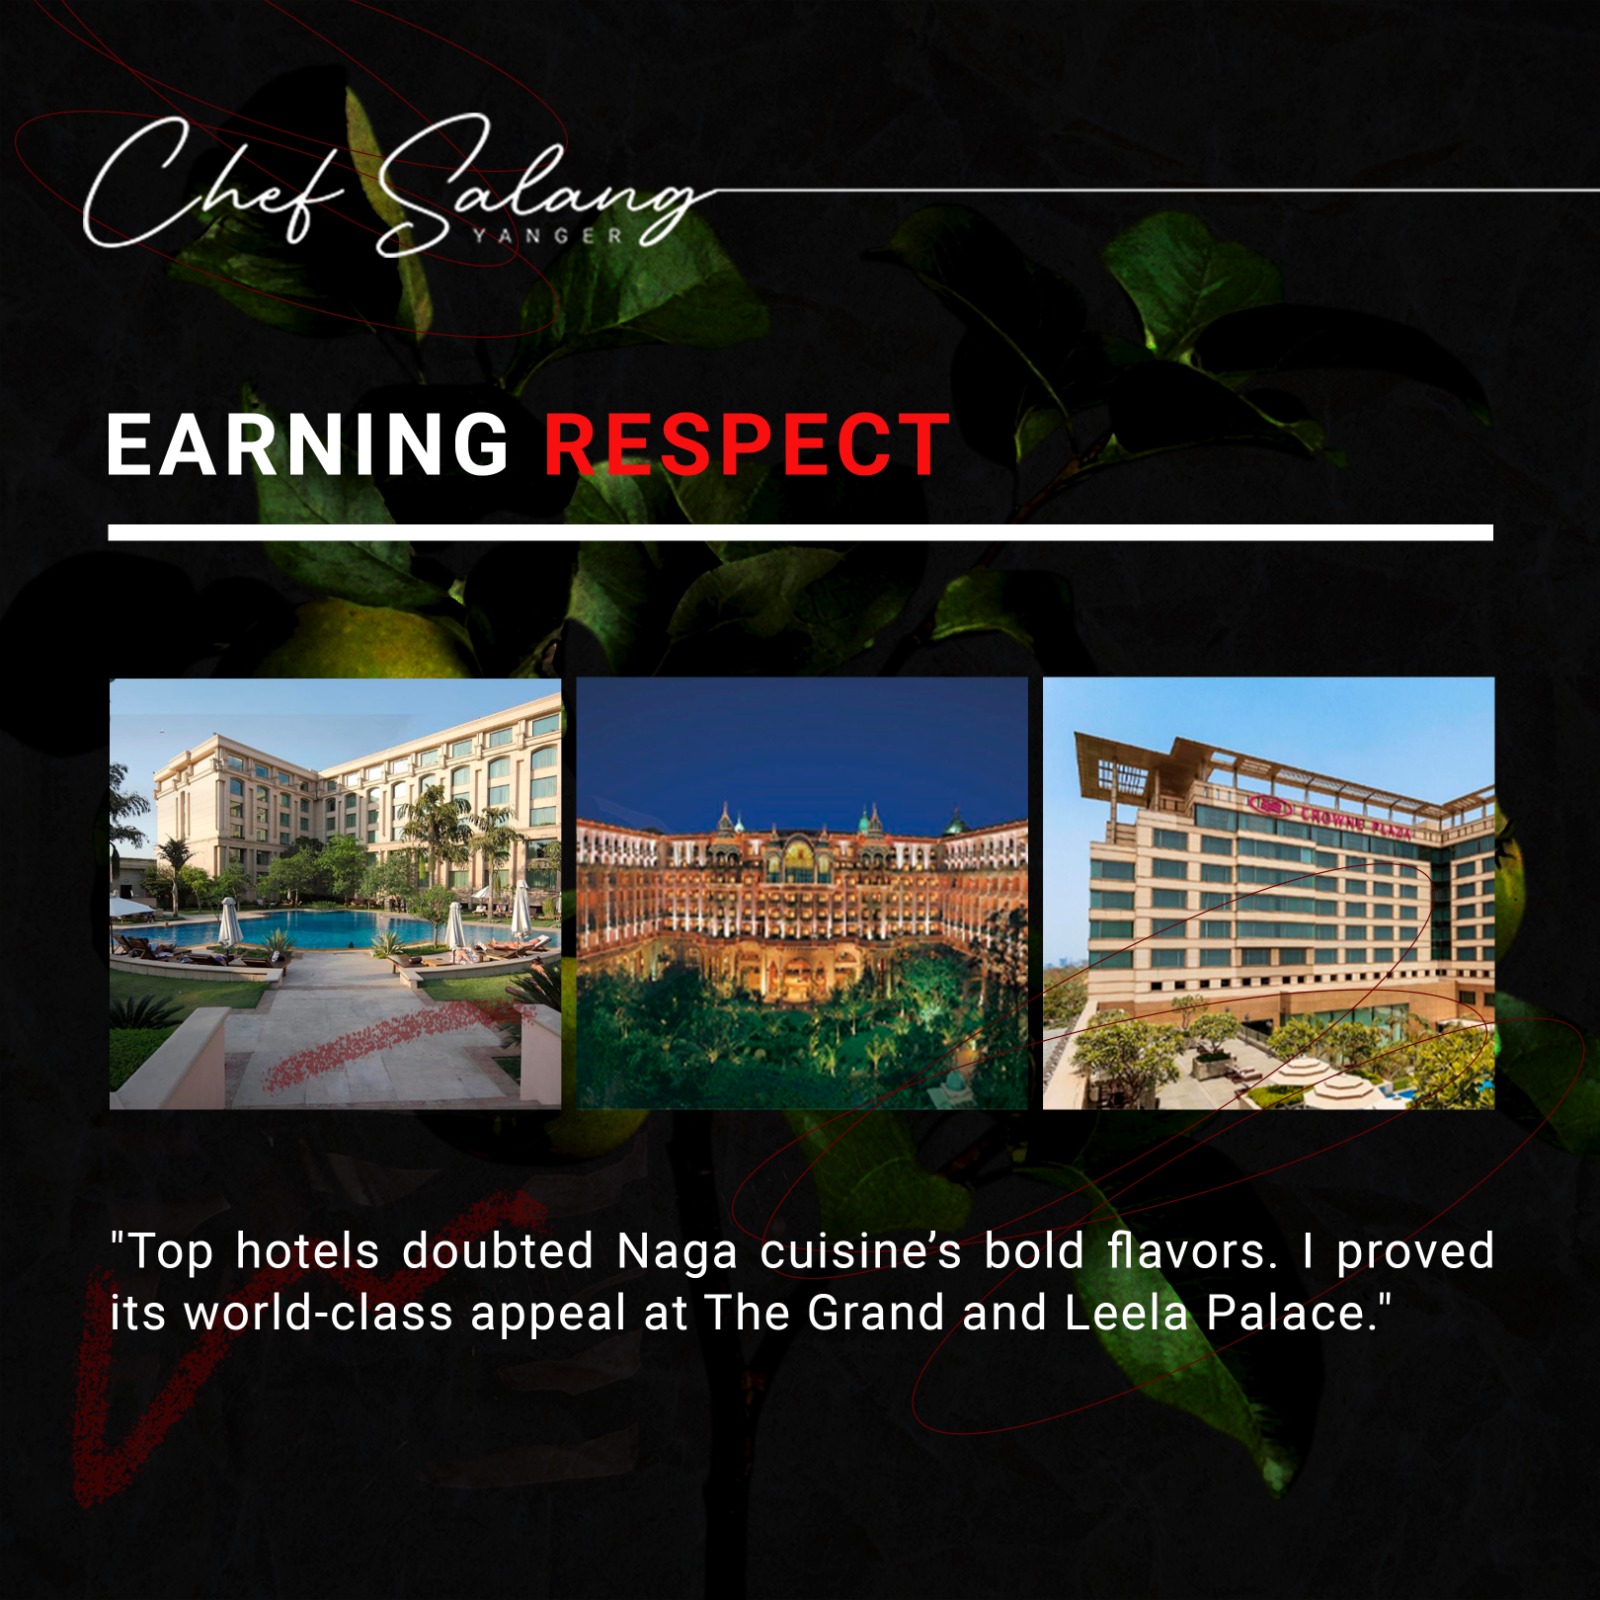 Chef Salang
YANGER
EARNING RESPECT
CROWNE PLAZA
"Top hotels doubted Naga cuisine’s bold flavors. I proved
its world-class appeal at The Grand and Leela Palace."